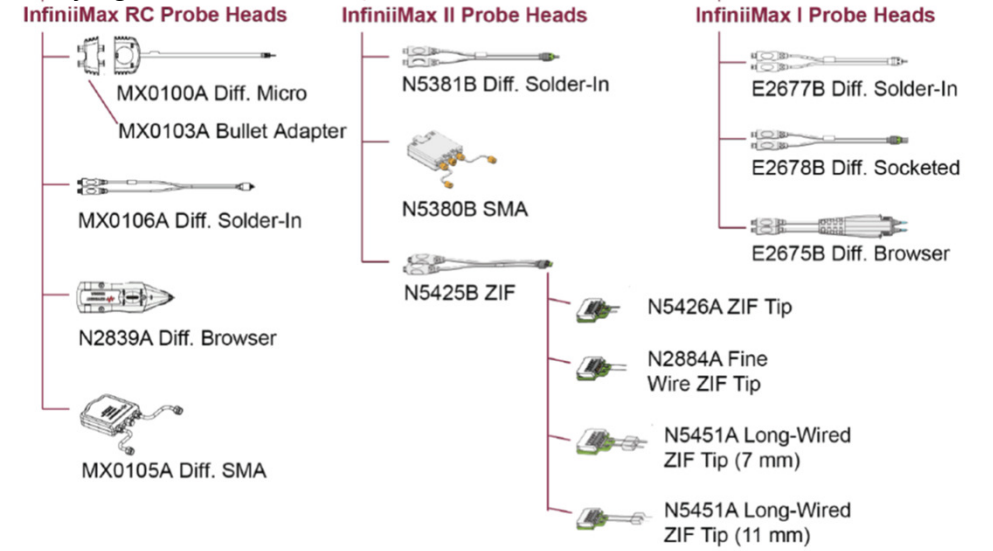 InfiniiMax RC Probe Heads
MX0100A Diff. Micro
MX0103A Bullet Adapter
MX0106A Diff. Solder-In
N2839A Diff. Browser
MX0105A Diff. SMA
InfiniiMax II Probe Heads
N5381B Diff. Solder-In
N5380B SMA
N5425B ZIF
N5426A ZIF Tip
N2884A Fine
Wire ZIF Tip
N5451A Long-Wired
ZIF Tip (7 mm)
N5451A Long-Wired
ZIF Tip (11 mm)
InfiniiMax I Probe Heads
E2677B Diff. Solder-In
E2678B Diff. Socketed
E2675B Diff. Browser